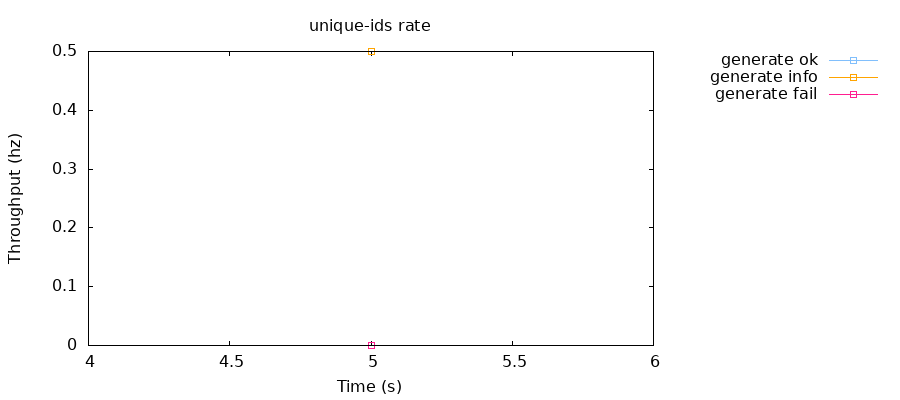 unique-ids rate
0.5
0.4
0.3
0.2
0.1
0
4
4.5
5
5.5
6
Throughput (hz)
Time (s)
generate ok
generate info
generate fail